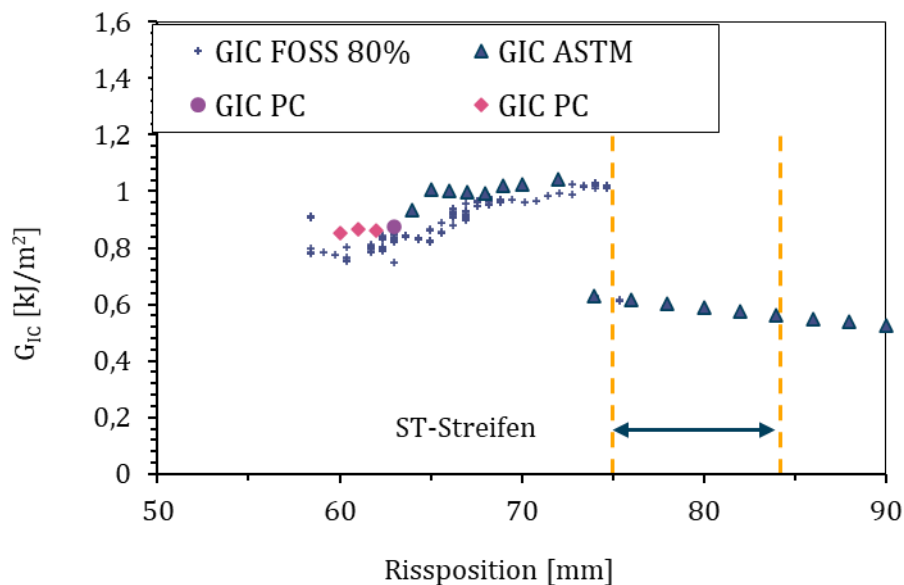 1,6
1,4
1,2
1
0,8
0,6
0,4
0,2
0
GIC FOSS 80% GIC ASTM
GIC PC GIC PC
G_IC [kJ/m²]
ST-Streifen
50 60 70 80 90
Rissposition [mm]